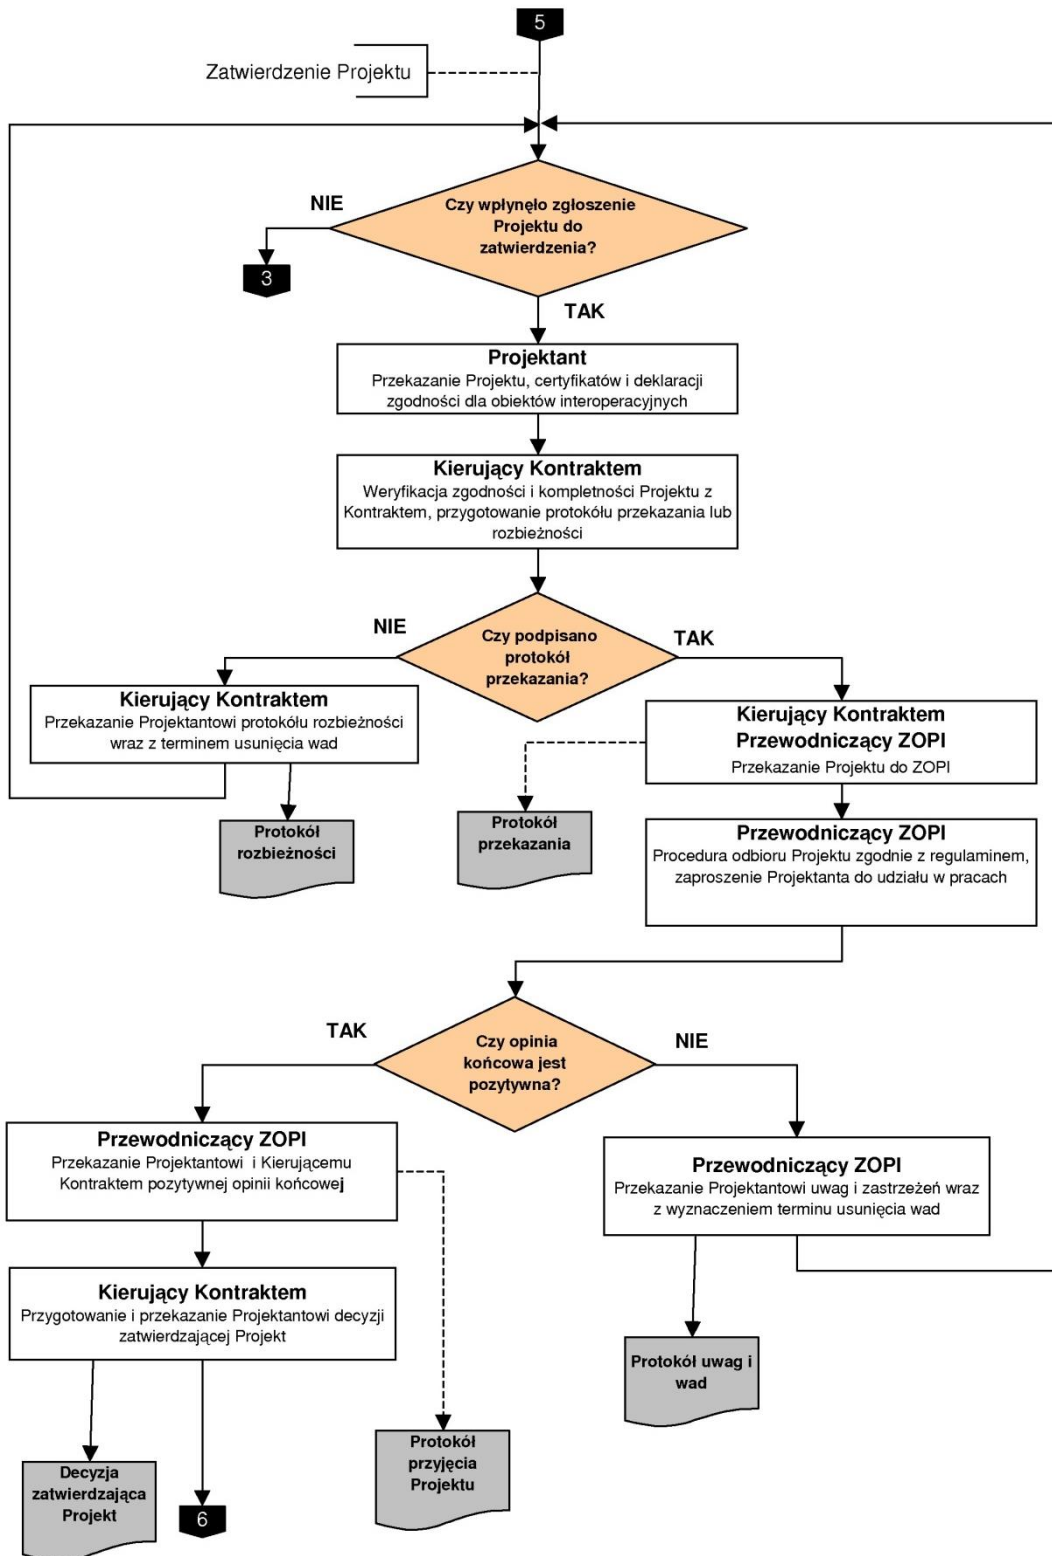 5
Zatwierdzenie Projektu
NIE
Czy wpłynęło zgłoszenie
Projektu do
zatwierdzenia?
3
TAK
Projektant
Przekazanie Projektu, certyfikatów i deklaracji
zgodności dla obiektów interoperacyjnych
Kierujący Kontraktem
Weryfikacja zgodności i kompletności Projektu z
Kontraktem, przygotowanie protokółu przekazania lub
rozbieżności
NIE
Czy podpisano
protokół
przekazania?
TAK
Kierujący Kontraktem
Przekazanie Projektantowi protokółu rozbieżności
wraz z terminem usunięcia wad
Kierujący Kontraktem
Przewodniczący ZOPI
Przekazanie Projektu do ZOPI
Protokół
rozbieżności
Protokół
przekazania
Przewodniczący ZOPI
Procedura odbioru Projektu zgodnie z regulaminem,
zaproszenie Projektanta do udziału w pracach
TAK
Czy opinia
końcowa jest
pozytywna?
NIE
Przewodniczący ZOPI
Przekazanie Projektantowi i Kierującemu
Kontraktem pozytywnej opinii końcowej
Przewodniczący ZOPI
Przekazanie Projektantowi uwag i zastrzeżeń wraz
z wyznaczeniem terminu usunięcia wad
Kierujący Kontraktem
Przygotowanie i przekazanie Projektantowi decyzji
zatwierdzającej Projekt
Protokół uwag i
wad
Decyzja
zatwierdzająca
Projekt
6
Protokół
przyjęcia
Projektu